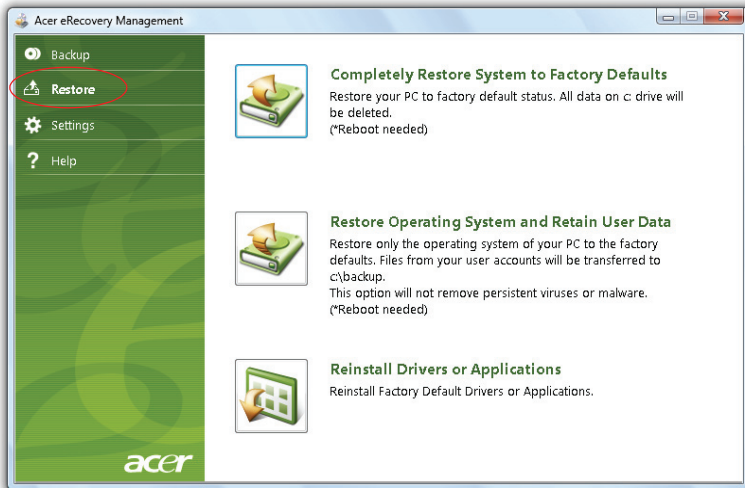 Acer eRecovery Management
Backup
Restore
Settings
? Help
Completely Restore System to Factory Defaults
Restore your PC to factory default status. All data on c: drive will
be deleted.
(*Reboot needed)
Restore Operating System and Retain User Data
Restore only the operating system of your PC to the factory
defaults. Files from your user accounts will be transferred to
c:\backup.
This option will not remove persistent viruses or malware.
(*Reboot needed)
Reinstall Drivers or Applications
Reinstall Factory Default Drivers or Applications.
acer